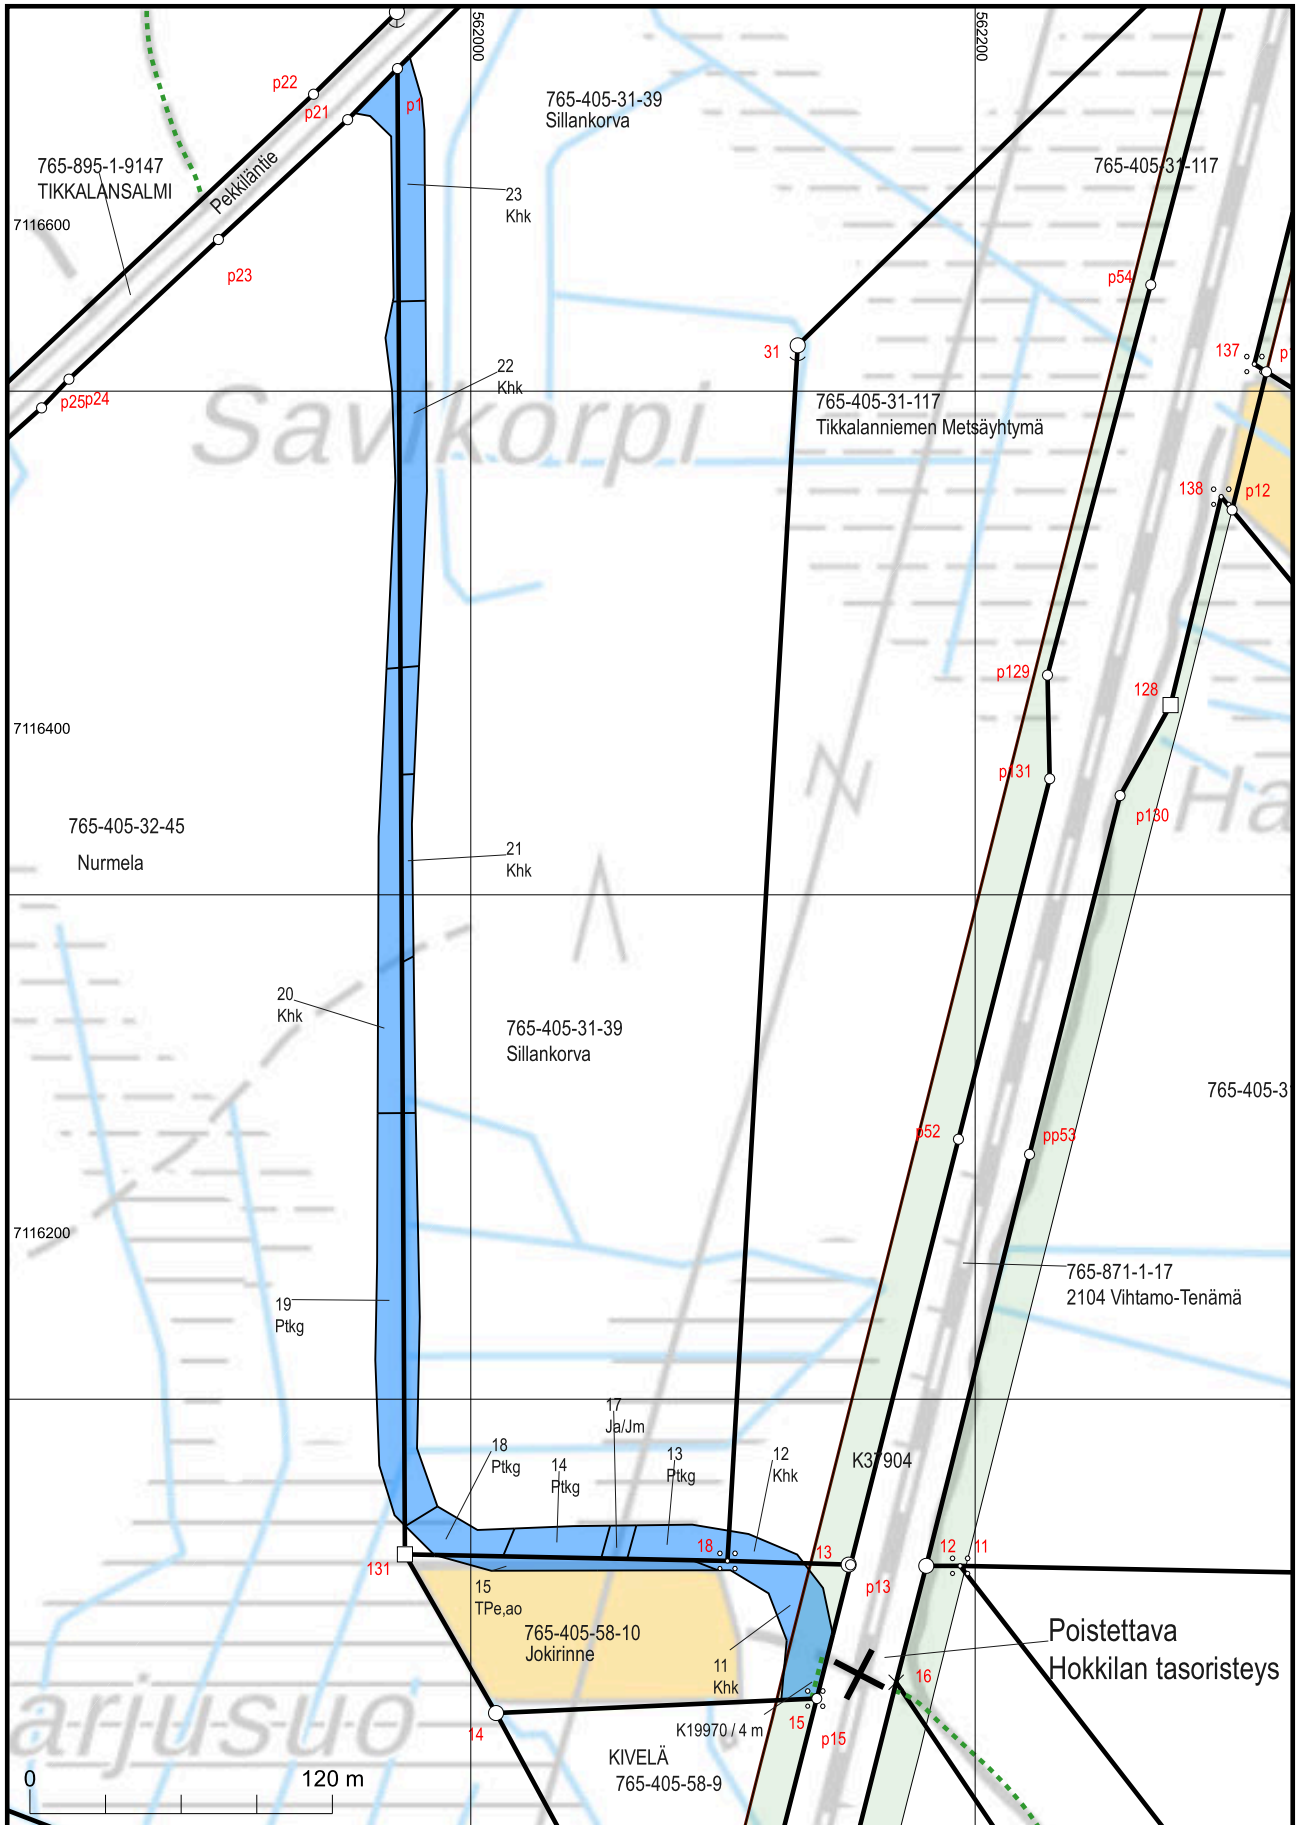 562000
562200
p22
p21
p1
765-405-31-39
Sillankorva
765-895-1-9147
TIKKALANSALMI
Pekkiläntie
765-405-31-117
23
Khk
7116600
p23
p54
31
137
22
Khk
p25
p24
765-405-31-117
Tikkalanniemen Metsäyhtymä
Savikorpi
138
p12
p129
128
7116400
p131
p130
765-405-32-45
Nurmela
21
Khk
20
Khk
765-405-31-39
Sillankorva
765-405-3
p52
pp53
7116200
765-871-1-17
2104 Vihtamo-Tenämä
19
Ptkg
17
Ja/Jm
18
Ptkg
14
Ptkg
13
Ptkg
12
Khk
K37904
18
13
12
11
131
p13
15
TPe,ao
765-405-58-10
Jokirinne
Poistettava
Hokkilan tasoristeys
11
Khk
16
14
K19970 / 4 m
15
p15
arjusuo
KIVELÄ
765-405-58-9
0
120 m